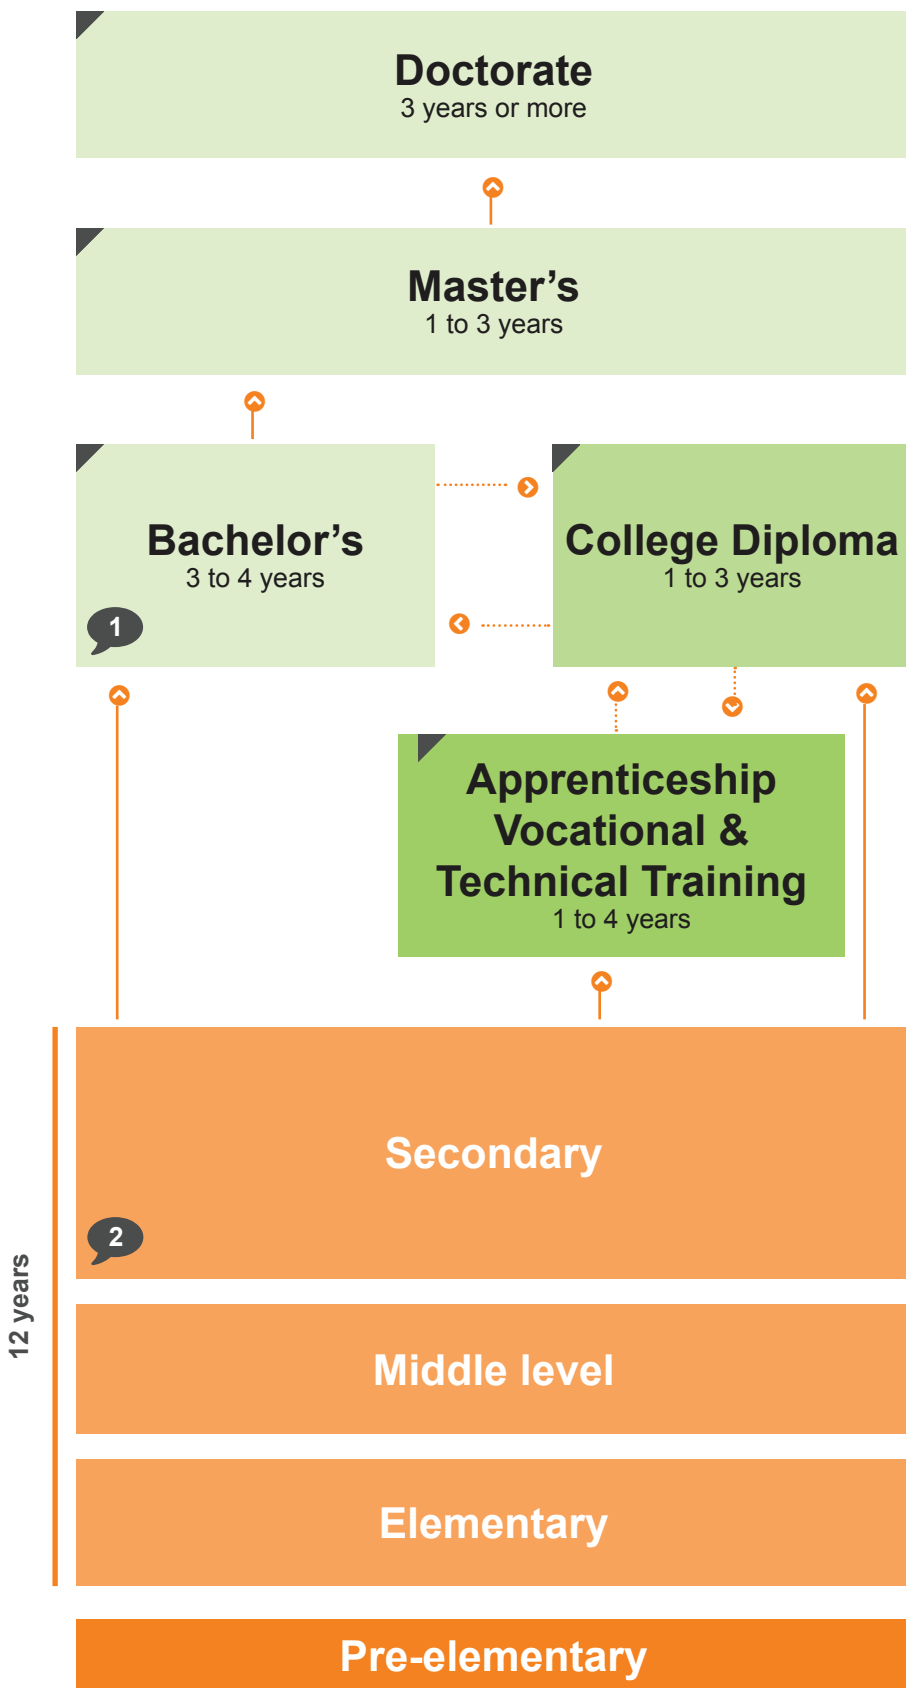 Doctorate
3 years or more
Master’s
1 to 3 years
Bachelor’s
3 to 4 years
1
College Diploma
1 to 3 years
Apprenticeship
Vocational &
Technical Training
1 to 4 years
12 years
Secondary
2
Middle level
Elementary
Pre-elementary